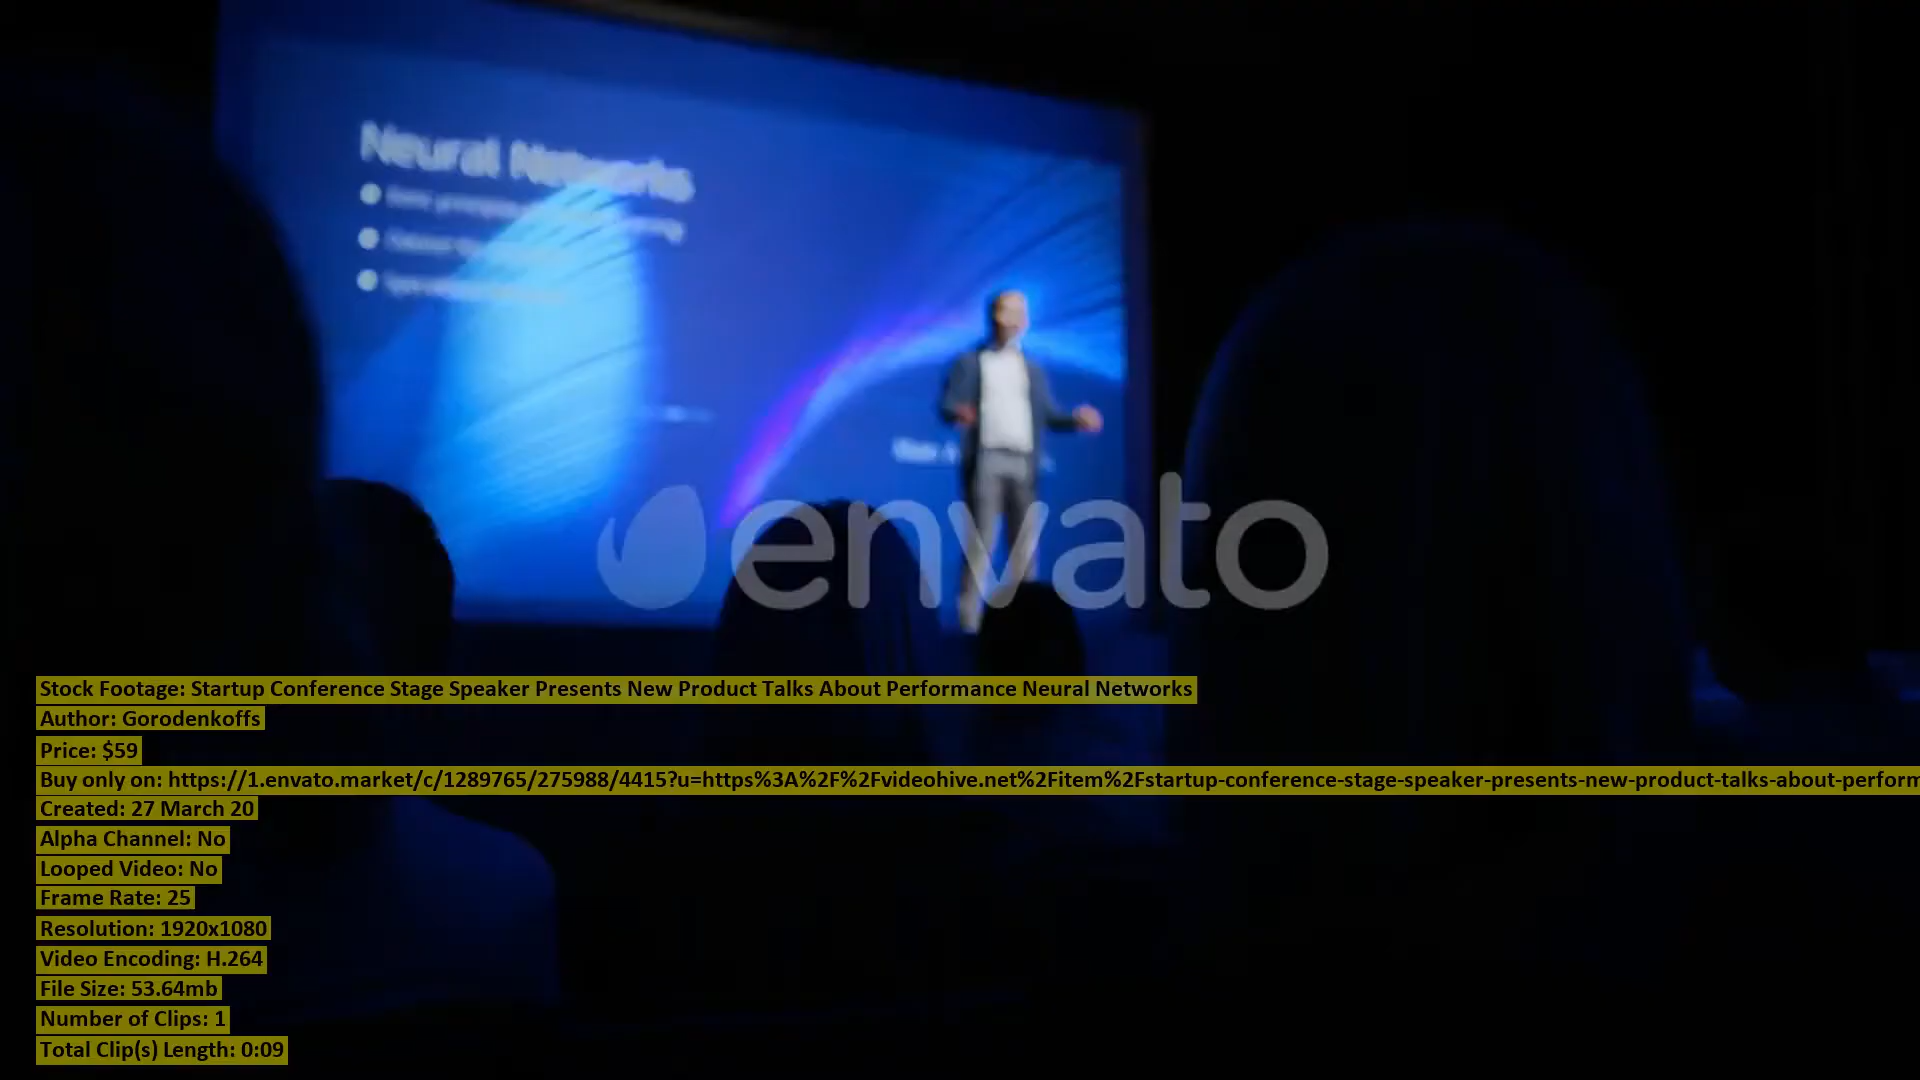 Neural Networks
envato
Stock Footage: Startup Conference Stage Speaker Presents New Product Talks About Performance Neural Networks
Author: Gorodenkoffs
Price: $59
Buy only on: https://1.envato.market/c/1289765/275988/4415?u=https%3A%2F%2Fvideohive.net%2Fitem%2Fstartup-conference-stage-speaker-presents-new-product-talks-about-perform
Created: 27 March 20
Alpha Channel: No
Looped Video: No
Frame Rate: 25
Resolution: 1920x1080
Video Encoding: H.264
File Size: 53.64mb
Number of Clips: 1
Total Clip(s) Length: 0:09